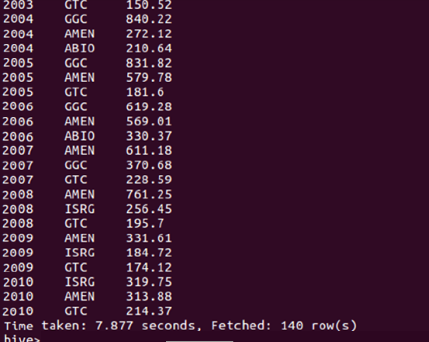 2003 GTC 150.52
2004 GGC 840.22
2004 AMEN 272.12
2004 ABIO 210.64
2005 GGC 831.82
2005 AMEN 579.78
2005 GTC 181.6
2006 GGC 619.28
2006 AMEN 569.01
2006 ABIO 330.37
2007 AMEN 611.18
2007 GGC 370.68
2007 GTC 228.59
2008 AMEN 761.25
2008 ISRG 256.45
2008 GTC 195.7
2009 AMEN 331.61
2009 ISRG 184.72
2009 GTC 174.12
2010 ISRG 319.75
2010 AMEN 313.88
2010 GTC 214.37
Time taken: 7.877 seconds, Fetched: 140 row(s)
hive>